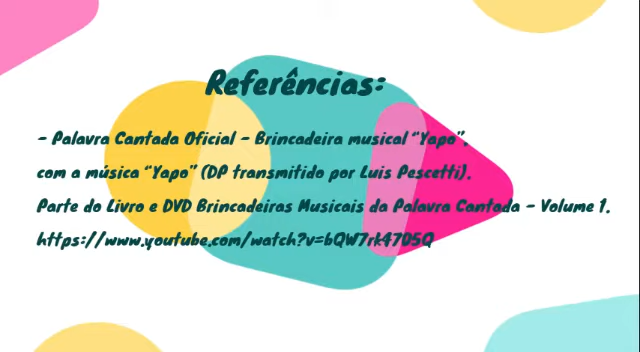 Referências:
- Palavra Cantada Oficial - Brincadeira musical "Yapo",
com a música "Yapo" (DP transmitido por Luis Pescetti).
Parte do Livro e DVD Brincadeiras Musicais da Palavra Cantada - Volume 1.
https://www.youtube.com/watch?v=bQW7rk47O5Q